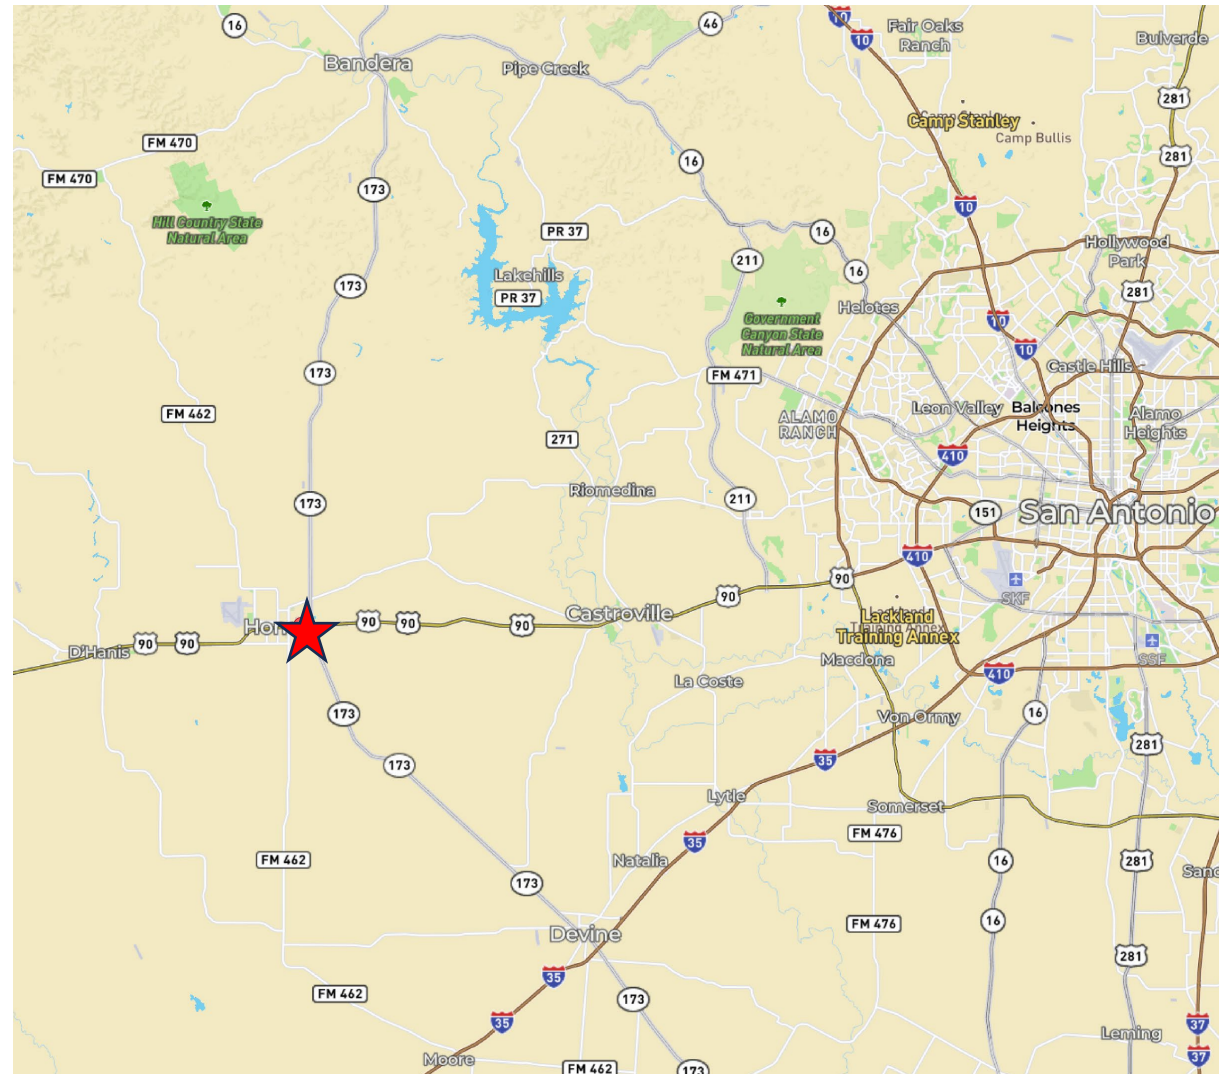 16
46
10
10
Fair Oaks
Ranch
Bulverde
Bandera
Pipe Creek
281
Camp Stanley
Camp Bullis
FM 470
FM 470
173
16
281
10
Hill Country State
Natural Area
PR 37
16
211
16
Hollywood
Park
Lakehills
PR 37
173
281
Helotes
Government
Canyon State
Natural Area
10
10
173
FM 471
Castle Hills
FM 462
Leon Valley
Balcones
Heights
Alamo
Heights
ALAMO
RANCH
271
410
Riomedina
173
211
151
San Antonio
410
90
SKF
90
Castroville
90
90
90
Hon
Lackland
Training Annex
SSF
D'Hanis
90
90
Macdona
410
La Coste
173
Von Ormy
16
281
173
35
Lytle
Somerset
FM 476
35
FM 462
Natalia
16
281
173
FM 476
16
Devine
281
35
FM 462
173
35
37
Leming
37
Moore
FM 462
173